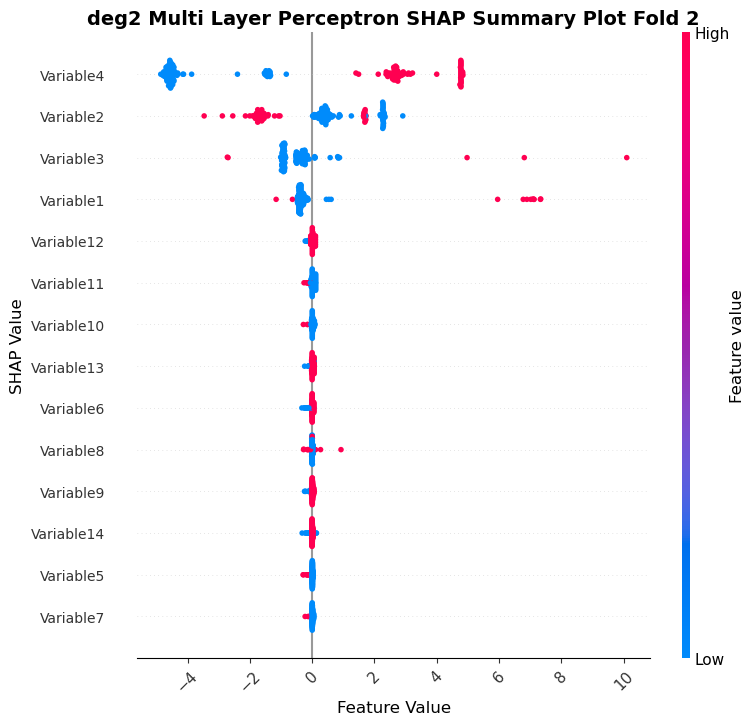 deg2 Multi Layer Perceptron SHAP Summary Plot Fold 2
High
Variable4
Variable2
Variable3
Variable1
Variable12
Variable11
Variable10
Variable13
Variable6
Variable8
Variable9
Variable14
Variable5
Variable7
SHAP Value
Feature value
Low
−4
−2
0
2
4
6
8
10
Feature Value